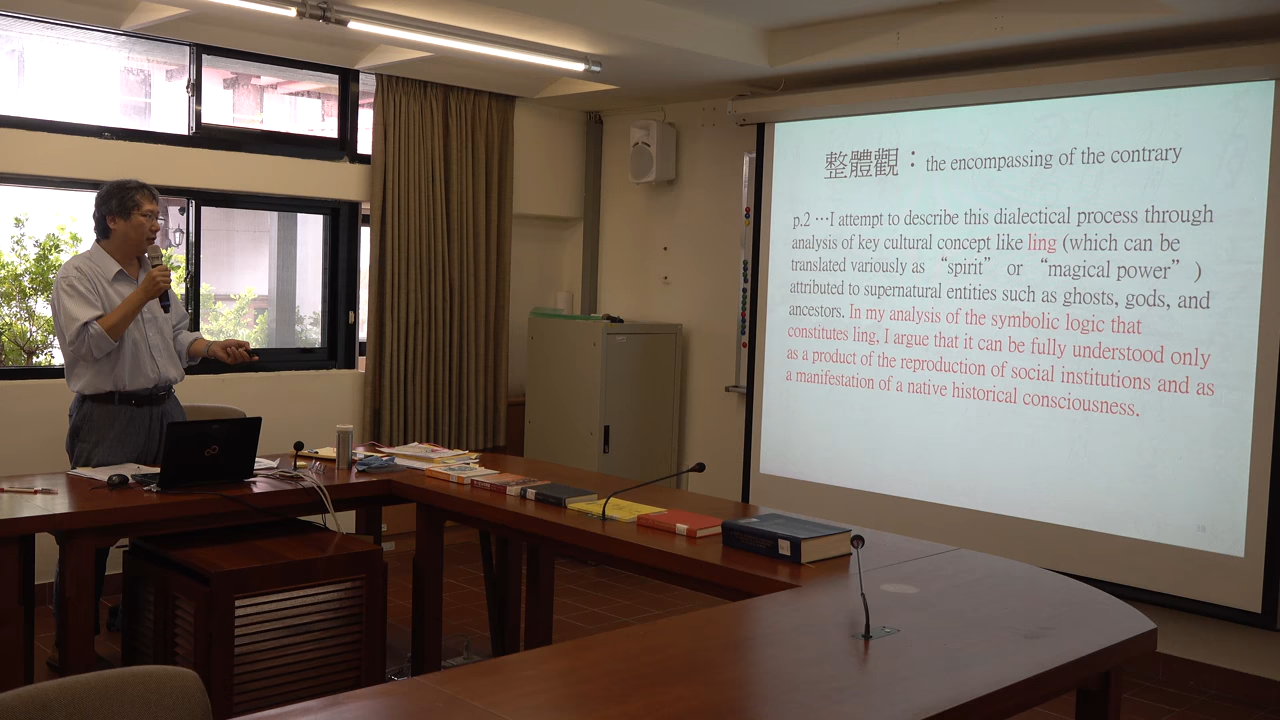 整體觀：the encompassing of the contrary
p.2 …I attempt to describe this dialectical process through
analysis of key cultural concept like ling (which can be
translated variously as “spirit” or “magical power” )
attributed to supernatural entities such as ghosts, gods, and
ancestors. In my analysis of the symbolic logic that
constitutes ling, I argue that it can be fully understood only
as a product of the reproduction of social institutions and as
a manifestation of a native historical consciousness.
38